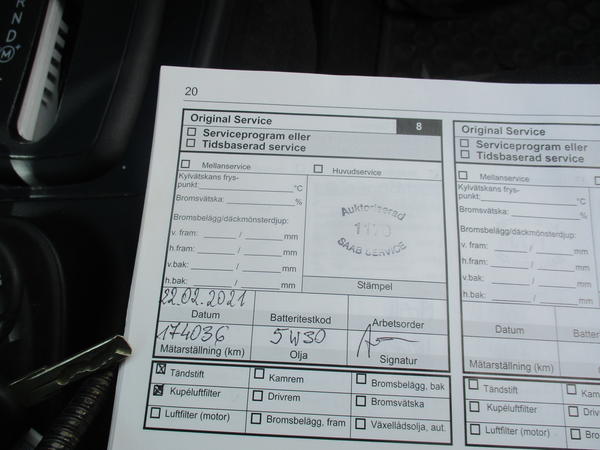 R N D M
20
Original Service 8
Serviceprogram eller
Tidsbaserad service
Mellanservice Huvudservice
Kylvätskans frys-
punkt: °C
Bromsvätska: %
Bromsbelägg/däckmönsterdjup:
v. fram: / mm
h.fram: / mm
v.bak: / mm
h.bak: / mm
Auktoriserad
1170
SAAB SERVICE
Stämpel
22.02.2021
Datum Batteritestkod Arbetsorder
174036 5W30
Mätarställning (km) Olja Signatur
Tändstift Kamrem Bromsbelägg, bak
Kupéluftfilter Drivrem Bromsvätska
Luftfilter (motor) Bromsbelägg, fram Växellådsolja, aut.
Original Service
Serviceprogram eller
Tidsbaserad service
Mellanservice
Kylvätskans frys-
punkt: °C
Bromsvätska: %
Bromsbelägg/däckmönsterdjup:
v. fram: / mm
h.fram: / mm
v.bak: / mm
h.bak: / mm
Datum
Mätarställning (km)
Tändstift
Kupéluftfilter
Luftfilter (motor)